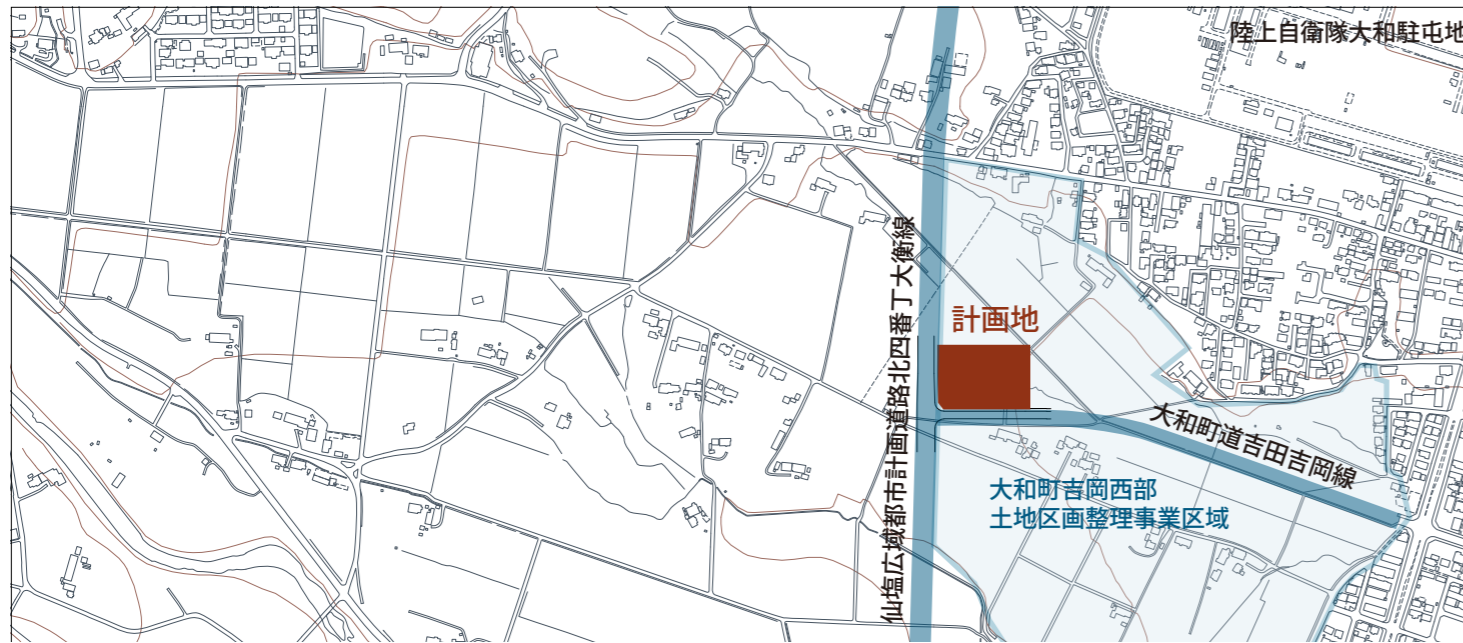 陸上自衛隊大和駐屯地
仙塩広域都市計画道路北四番丁大衡線
計画地
大和町道吉田吉岡線
大和町吉岡西部
土地区画整理事業区域